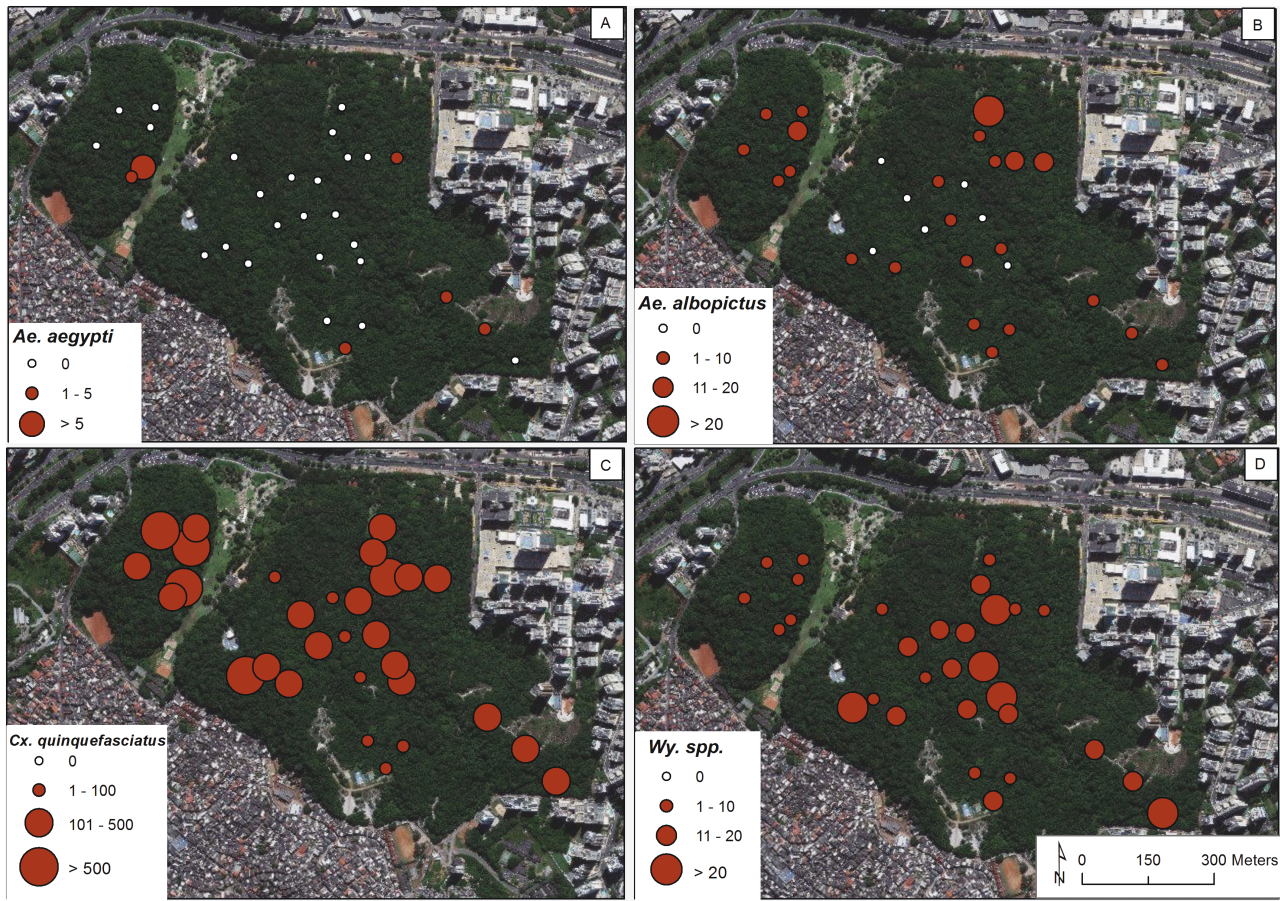 A
Ae. aegypti
0
1 - 5
> 5
B
Ae. albopictus
0
1 - 10
11 - 20
> 20
C
Cx. quinquefasciatus
0
1 - 100
101 - 500
> 500
D
Wy. spp.
0
1 - 10
11 - 20
> 20
N
0 150 300 Meters